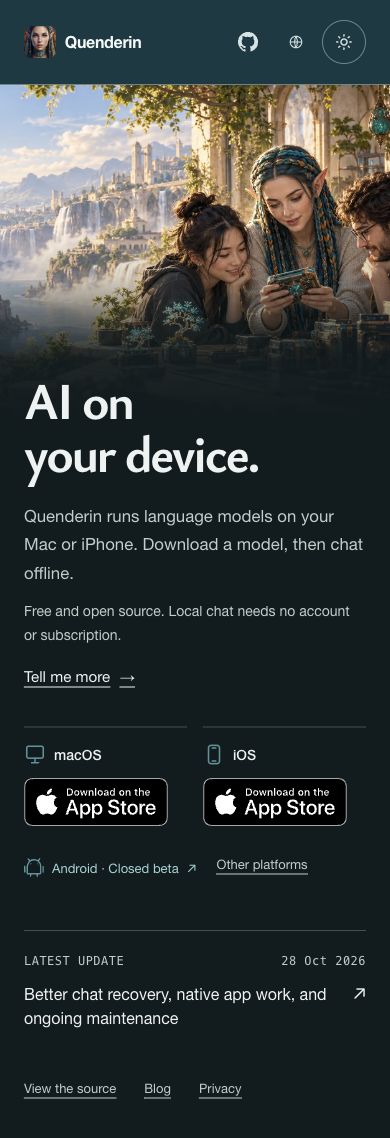 Quenderin
AI on
your device.
Quenderin runs language models on your
Mac or iPhone. Download a model, then chat
offline.
Free and open source. Local chat needs no account
or subscription.
Tell me more →
macOS
iOS
Download on the
App Store
Download on the
App Store
Android · Closed beta ↗
Other platforms
LATEST UPDATE
28 Oct 2026
Better chat recovery, native app work, and ↗
ongoing maintenance
View the source
Blog
Privacy